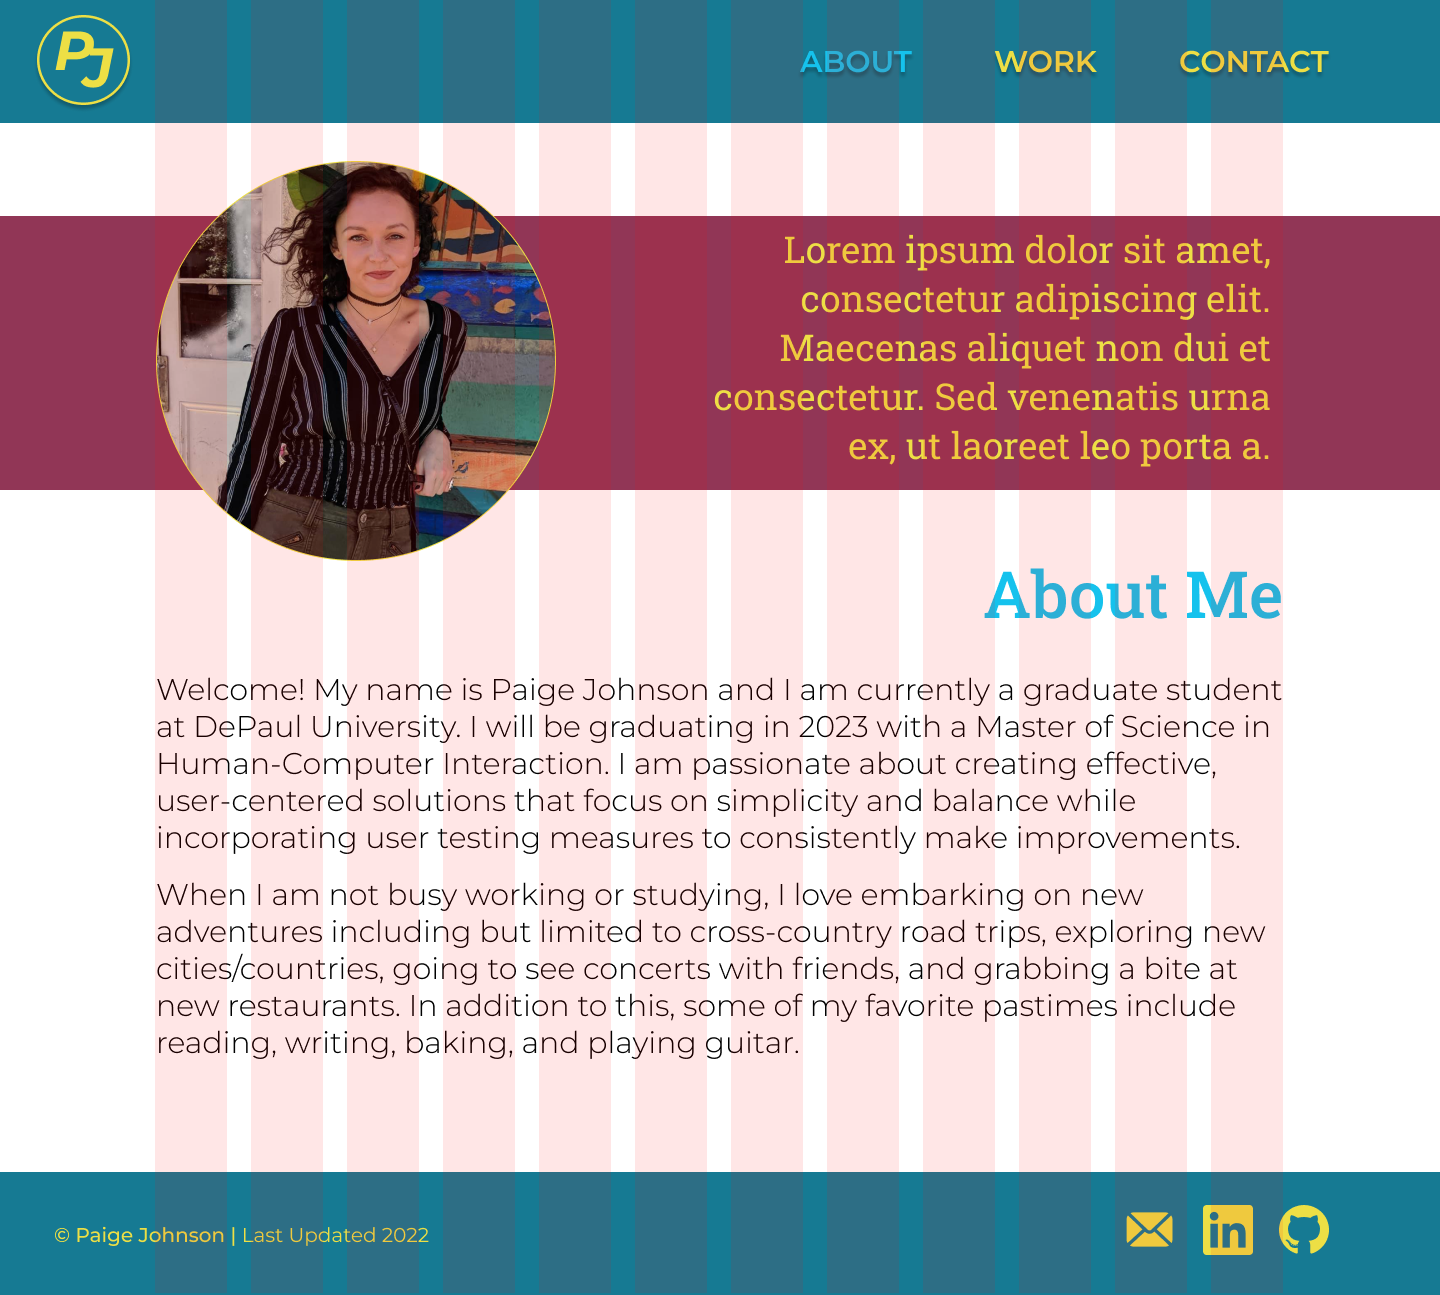 PJ
ABOUT WORK CONTACT
Lorem ipsum dolor sit amet,
consectetur adipiscing elit.
Maecenas aliquet non dui et
consectetur. Sed venenatis urna
ex, ut laoreet leo porta a.
About Me
Welcome! My name is Paige Johnson and I am currently a graduate student
at DePaul University. I will be graduating in 2023 with a Master of Science in
Human-Computer Interaction. I am passionate about creating effective,
user-centered solutions that focus on simplicity and balance while
incorporating user testing measures to consistently make improvements.
When I am not busy working or studying, I love embarking on new
adventures including but limited to cross-country road trips, exploring new
cities/countries, going to see concerts with friends, and grabbing a bite at
new restaurants. In addition to this, some of my favorite pastimes include
reading, writing, baking, and playing guitar.
© Paige Johnson | Last Updated 2022
in